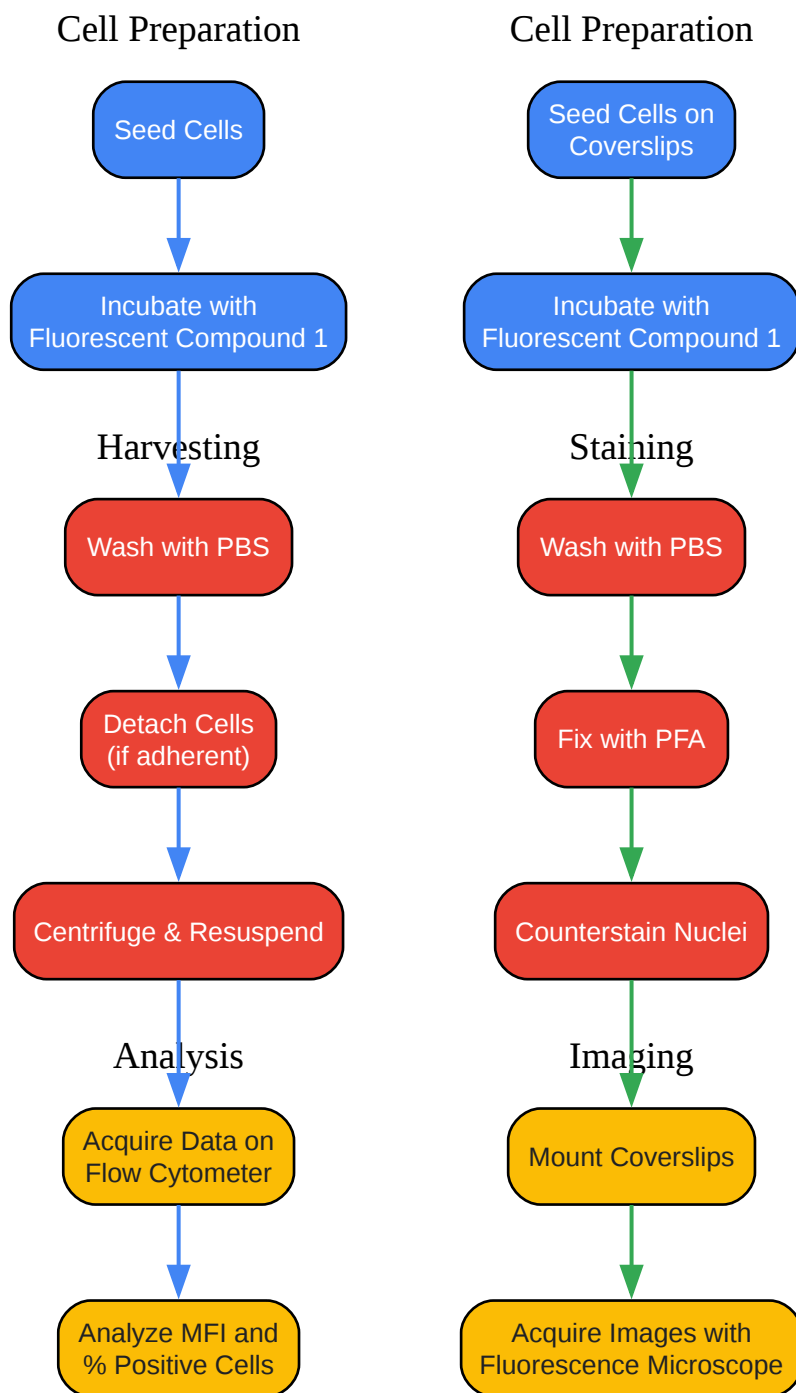 Cell Preparation
Seed Cells
Incubate with
Fluorescent Compound 1
Harvesting
Wash with PBS
Detach Cells
(if adherent)
Centrifuge & Resuspend
Analysis
Acquire Data on
Flow Cytometer
Analyze MFI and
% Positive Cells
Cell Preparation
Seed Cells on
Coverslips
Incubate with
Fluorescent Compound 1
Staining
Wash with PBS
Fix with PFA
Counterstain Nuclei
Imaging
Mount Coverslips
Acquire Images with
Fluorescence Microscope